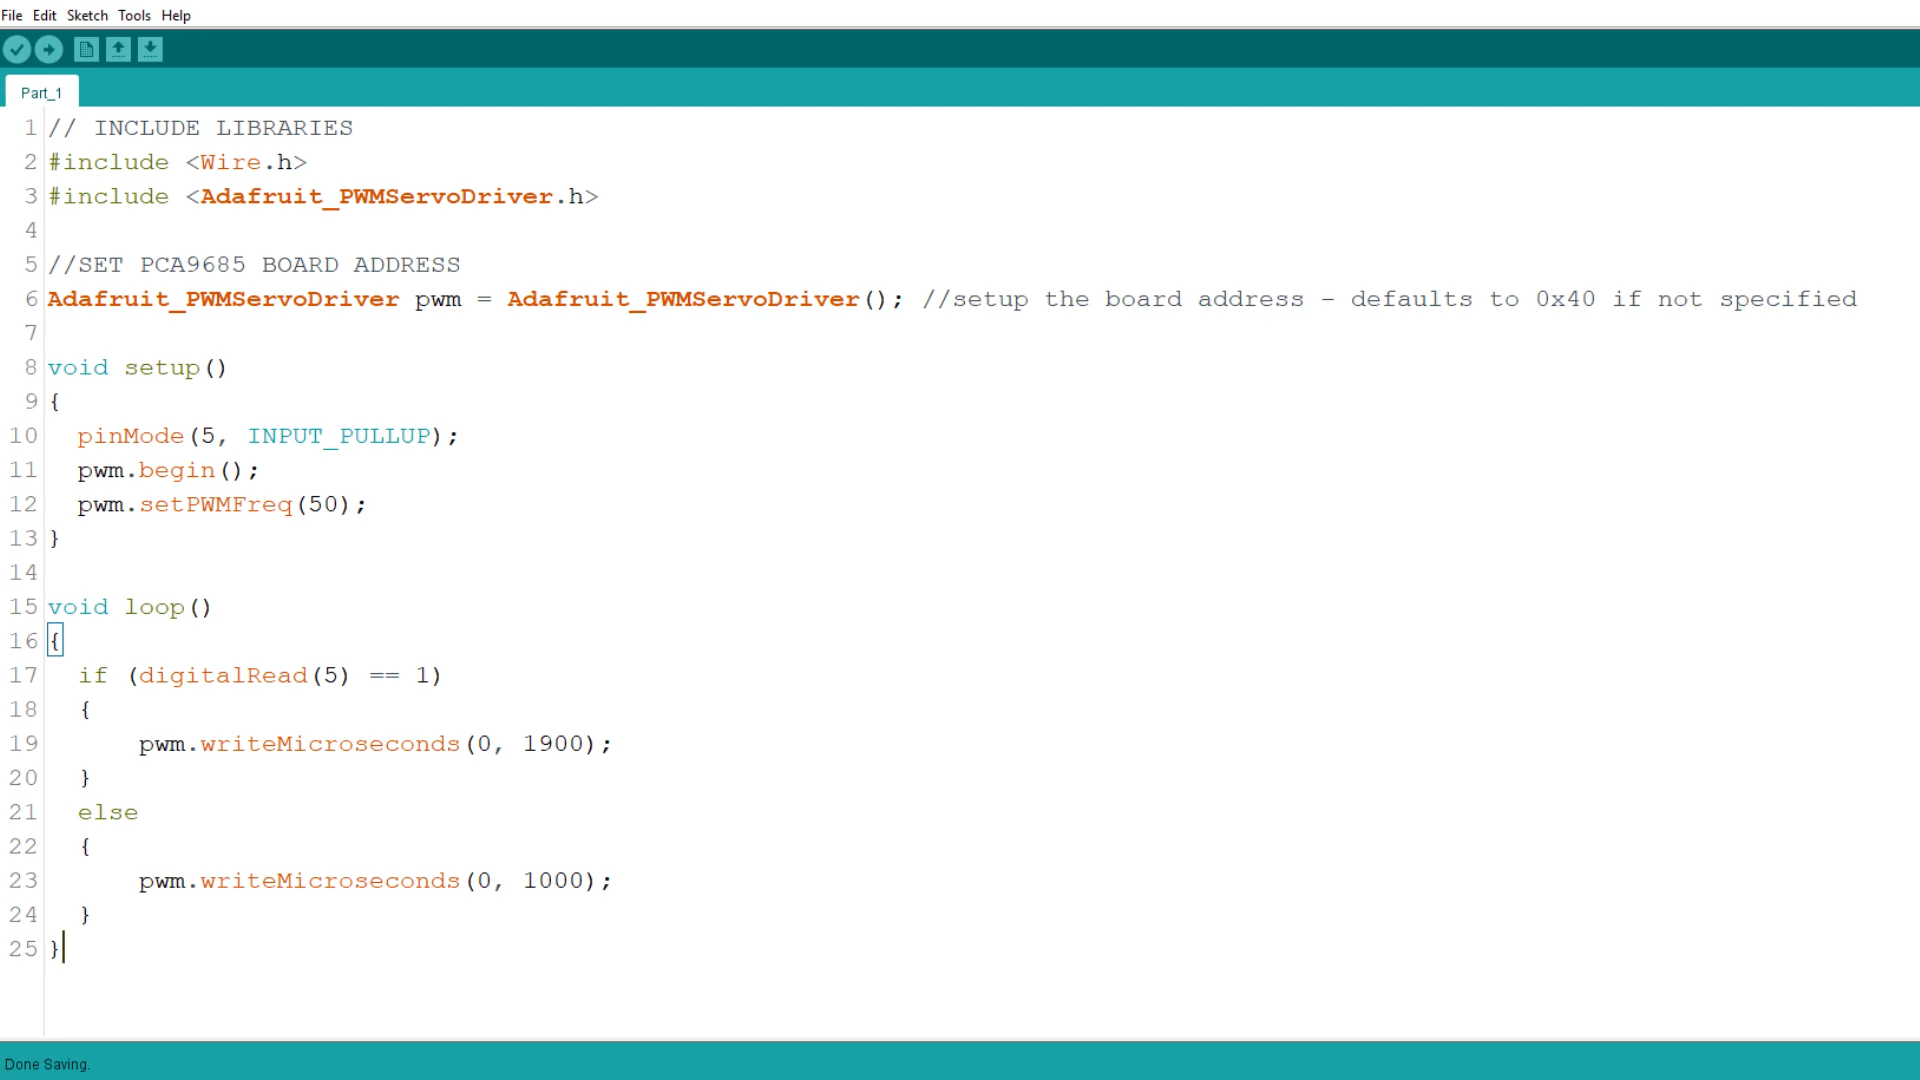 File Edit Sketch Tools Help
Part_1
1 // INCLUDE LIBRARIES
2 #include <Wire.h>
3 #include <Adafruit_PWMServoDriver.h>
4
5 //SET PCA9685 BOARD ADDRESS
6 Adafruit_PWMServoDriver pwm = Adafruit_PWMServoDriver(); //setup the board address - defaults to 0x40 if not specified
7
8 void setup()
9 {
10   pinMode(5, INPUT_PULLUP);
11   pwm.begin();
12   pwm.setPWMFreq(50);
13 }
14
15 void loop()
16 {
17   if (digitalRead(5) == 1)
18   {
19       pwm.writeMicroseconds(0, 1900);
20   }
21   else
22   {
23       pwm.writeMicroseconds(0, 1000);
24   }
25 }
Done Saving.